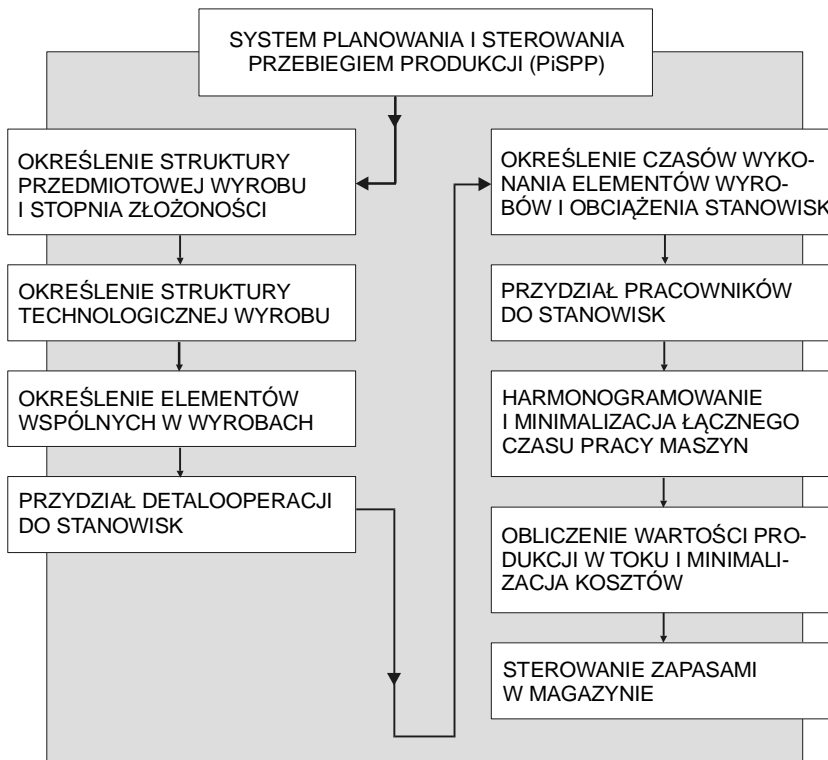 SYSTEM PLANOWANIA I STEROWANIA
PRZEBIEGIEM PRODUKCJI (PiSPP)
OKREŚLENIE STRUKTURY
PRZEDMIOTOWEJ WYROBU
I STOPNIA ZŁOŻONOŚCI
OKREŚLENIE STRUKTURY
TECHNOLOGICZNEJ WYROBU
OKREŚLENIE ELEMENTÓW
WSPÓLNYCH W WYROBACH
PRZYDZIAŁ DETALOOPERACJI
DO STANOWISK
OKREŚLENIE CZASÓW WYKO-
NANIA ELEMENTÓW WYRO-
BÓW I OBCIĄŻENIA STANOWISK
PRZYDZIAŁ PRACOWNIKÓW
DO STANOWISK
HARMONOGRAMOWANIE
I MINIMALIZACJA ŁĄCZNEGO
CZASU PRACY MASZYN
OBLICZENIE WARTOŚCI PRO-
DUKCJI W TOKU I MINIMALI-
ZACJA KOSZTÓW
STEROWANIE ZAPASAMI
W MAGAZYNIE